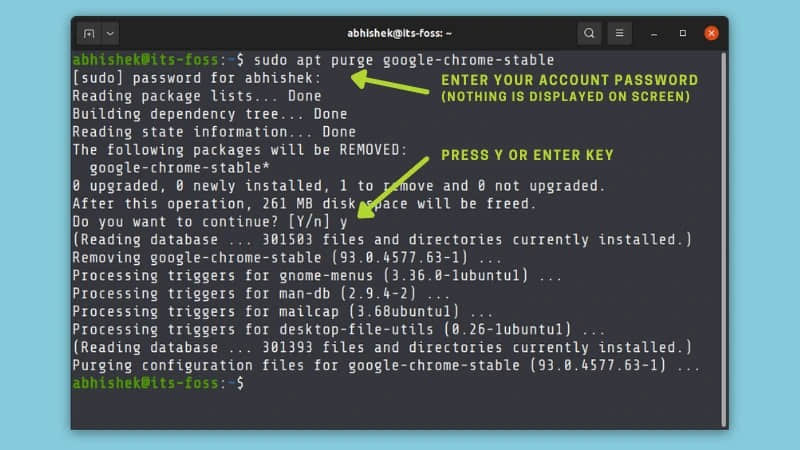 abhishek@its-foss: ~
abhishek@its-foss:~$ sudo apt purge google-chrome-stable
[sudo] password for abhishek:
ENTER YOUR ACCOUNT PASSWORD
(NOTHING IS DISPLAYED ON SCREEN)
Reading package lists... Done
Building dependency tree... Done
Reading state information... Done
The following packages will be REMOVED:
PRESS Y OR ENTER KEY
google-chrome-stable*
0 upgraded, 0 newly installed, 1 to remove and 0 not upgraded.
After this operation, 261 MB disk space will be freed.
Do you want to continue? [Y/n] y
(Reading database ... 301503 files and directories currently installed.)
Removing google-chrome-stable (93.0.4577.63-1) ...
Processing triggers for gnome-menus (3.36.0-1ubuntu1) ...
Processing triggers for man-db (2.9.4-2) ...
Processing triggers for mailcap (3.68ubuntu1) ...
Processing triggers for desktop-file-utils (0.26-1ubuntu1) ...
(Reading database ... 301393 files and directories currently installed.)
Purging configuration files for google-chrome-stable (93.0.4577.63-1) ...
abhishek@its-foss:~$